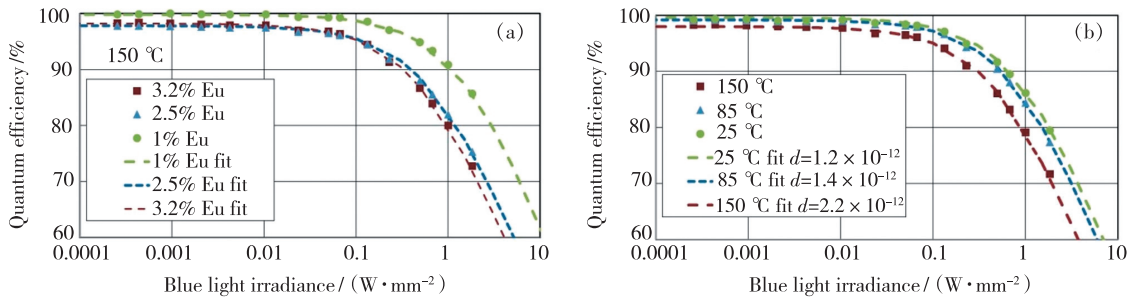 Quantum efficiency/%
100
90
80
70
60
(a)
150 ℃
3.2% Eu
2.5% Eu
1% Eu
1% Eu fit
2.5% Eu fit
3.2% Eu fit
0.0001 0.001 0.01 0.1 1 10
Blue light irradiance/(W·mm⁻²)
Quantum efficiency/%
100
90
80
70
60
(b)
150 ℃
85 ℃
25 ℃
25 ℃ fit d=1.2×10⁻¹²
85 ℃ fit d=1.4×10⁻¹²
150 ℃ fit d=2.2×10⁻¹²
0.0001 0.001 0.01 0.1 1 10
Blue light irradiance/(W·mm⁻²)